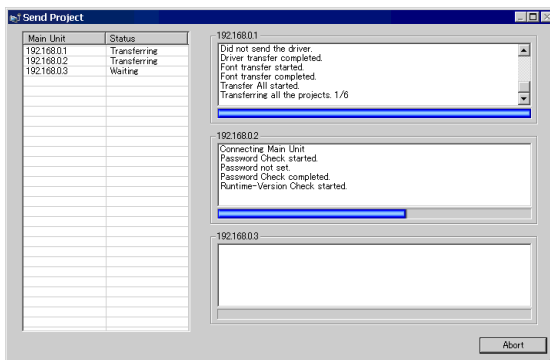 Send Project
Main Unit Status
192.168.0.1 Transferring
192.168.0.2 Transferring
192.168.0.3 Waiting
192.168.0.1
Did not send the driver.
Driver transfer completed.
Font transfer started.
Font transfer completed.
Transfer All started.
Transferring all the projects. 1/6
192.168.0.2
Connecting Main Unit
Password Check started.
Password not set.
Password Check completed.
Runtime-Version Check started.
192.168.0.3
Abort